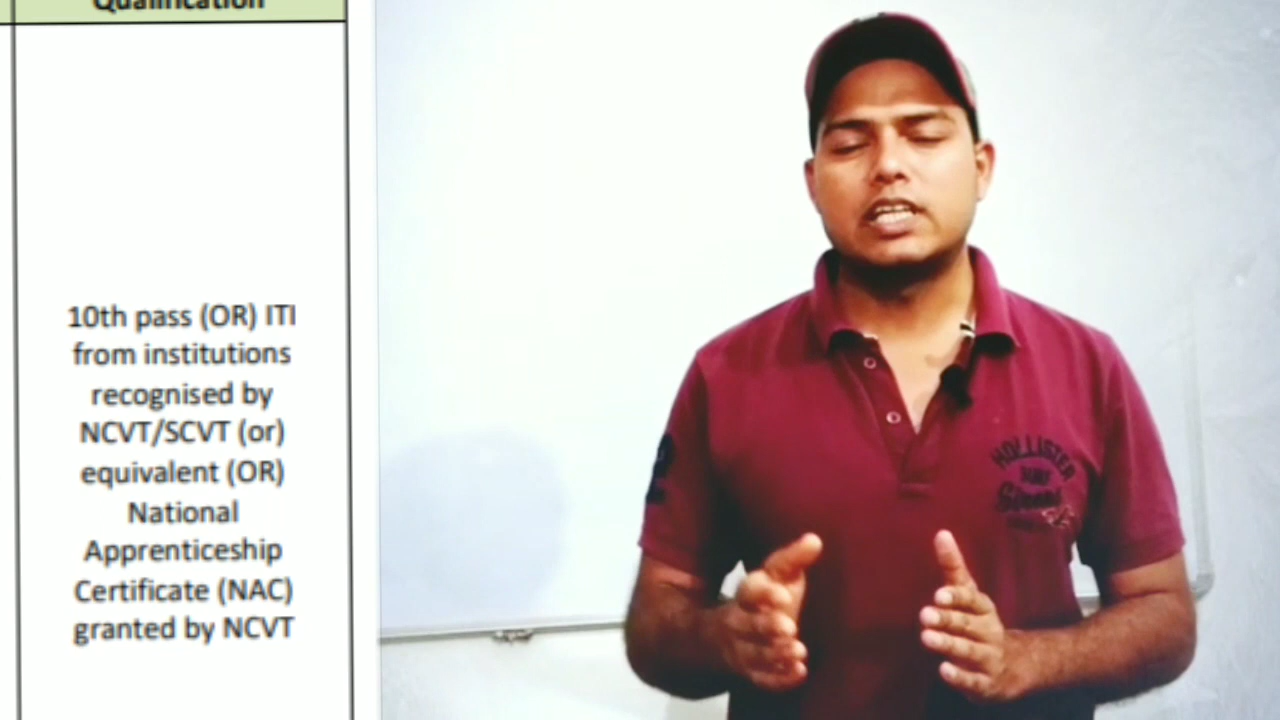 Qualification
10th pass (OR) ITI
from institutions
recognised by
NCVT/SCVT (or)
equivalent (OR)
National
Apprenticeship
Certificate (NAC)
granted by NCVT
HOLLISTER